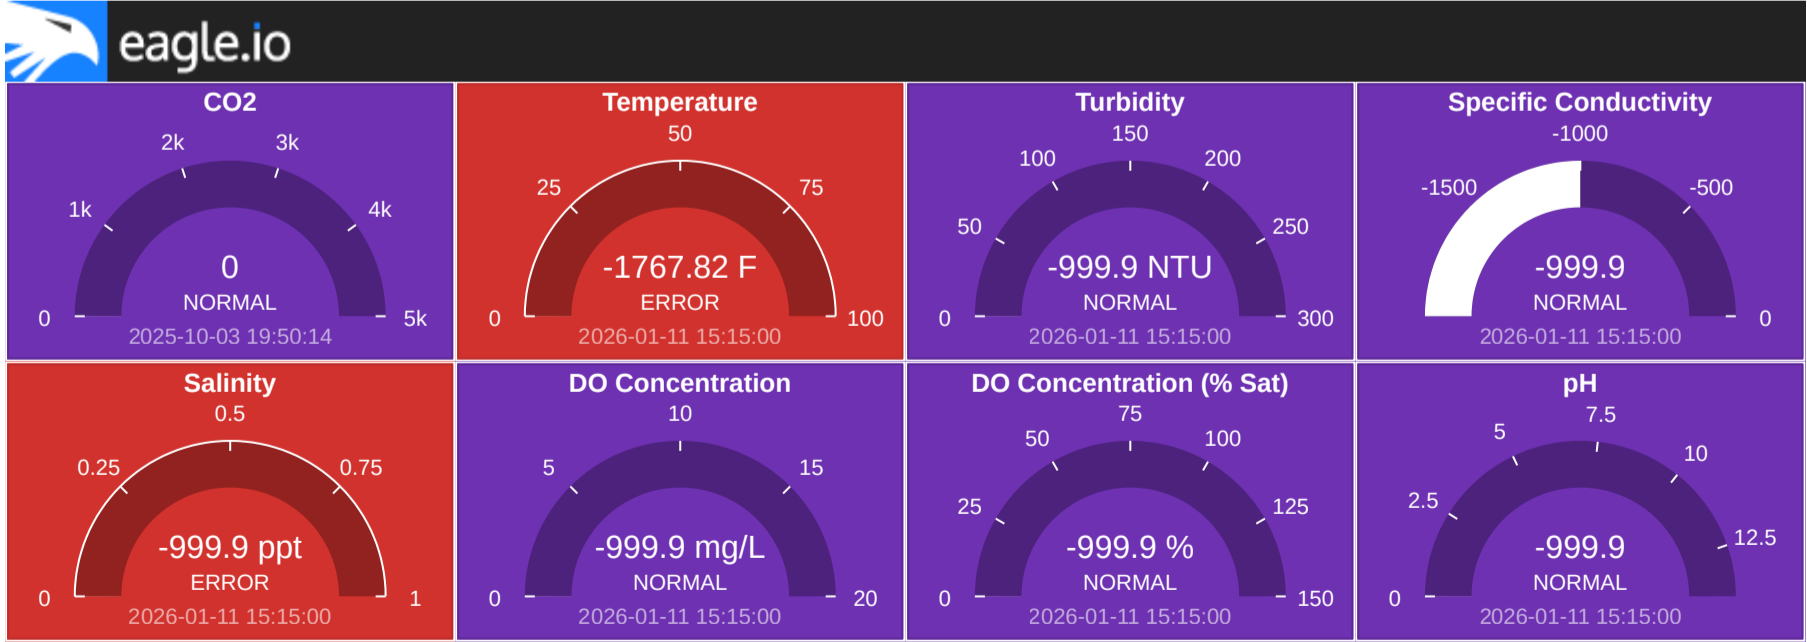 eagle.io
CO2
2k
3k
1k
4k
0
NORMAL
0
5k
2025-10-03 19:50:14
Temperature
50
25
75
-1767.82 F
ERROR
0
100
2026-01-11 15:15:00
Turbidity
150
100
200
50
250
-999.9 NTU
NORMAL
0
300
2026-01-11 15:15:00
Specific Conductivity
-1000
-1500
-500
-999.9
NORMAL
0
2026-01-11 15:15:00
Salinity
0.5
0.25
0.75
-999.9 ppt
ERROR
0
1
2026-01-11 15:15:00
DO Concentration
10
5
15
-999.9 mg/L
NORMAL
0
20
2026-01-11 15:15:00
DO Concentration (% Sat)
75
50
100
25
125
-999.9 %
NORMAL
0
150
2026-01-11 15:15:00
pH
7.5
5
10
2.5
12.5
-999.9
NORMAL
0
2026-01-11 15:15:00